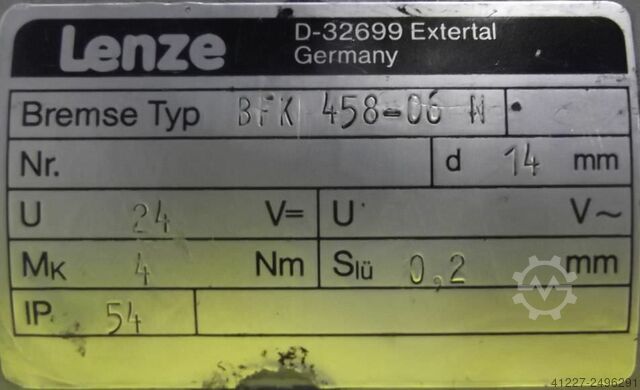 Lenze D-32699 Extertal
Germany
Bremse Typ BFK 458-06 N
Nr. d 14 mm
U 24 V= U V~
MK 4 Nm Slü 0,2 mm
IP 54
41227-2496291